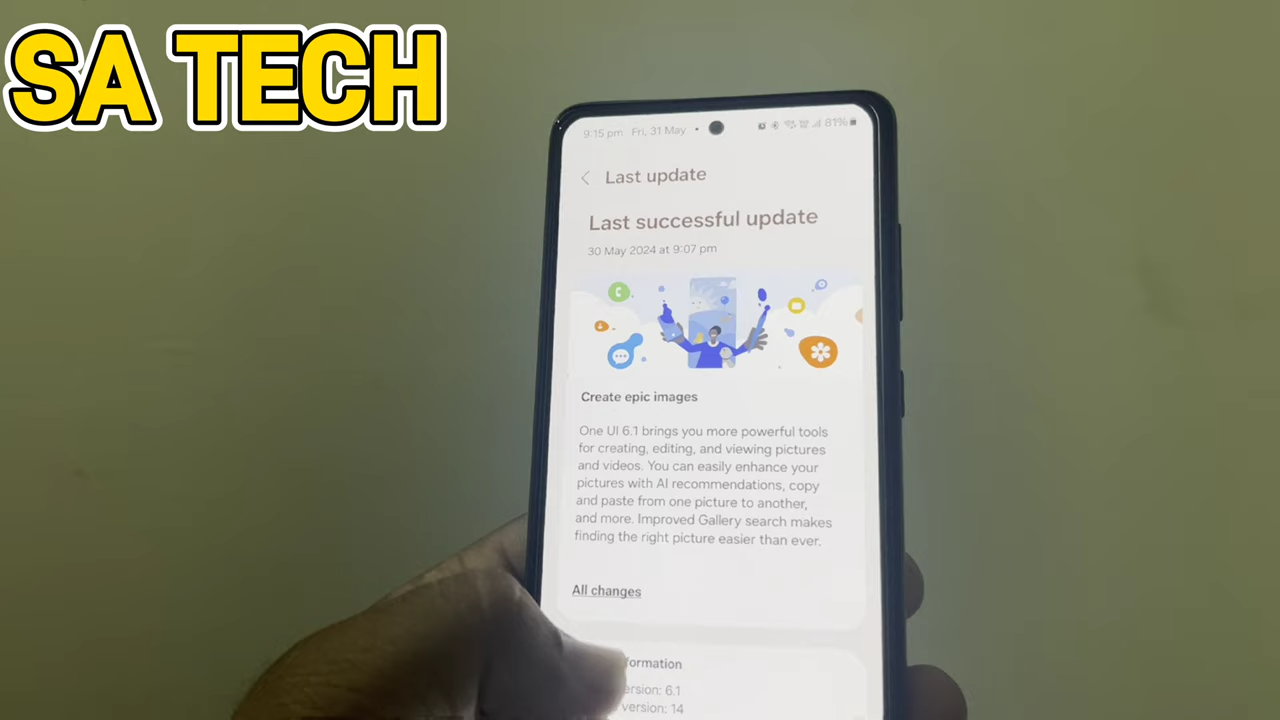 SA TECH
9:15 pm Fri, 31 May • 81%
Last update
Last successful update
30 May 2024 at 9:07 pm
Create epic images
One UI 6.1 brings you more powerful tools
for creating, editing, and viewing pictures
and videos. You can easily enhance your
pictures with AI recommendations, copy
and paste from one picture to another,
and more. Improved Gallery search makes
finding the right picture easier than ever.
All changes
formation
ersion: 6.1
version: 14